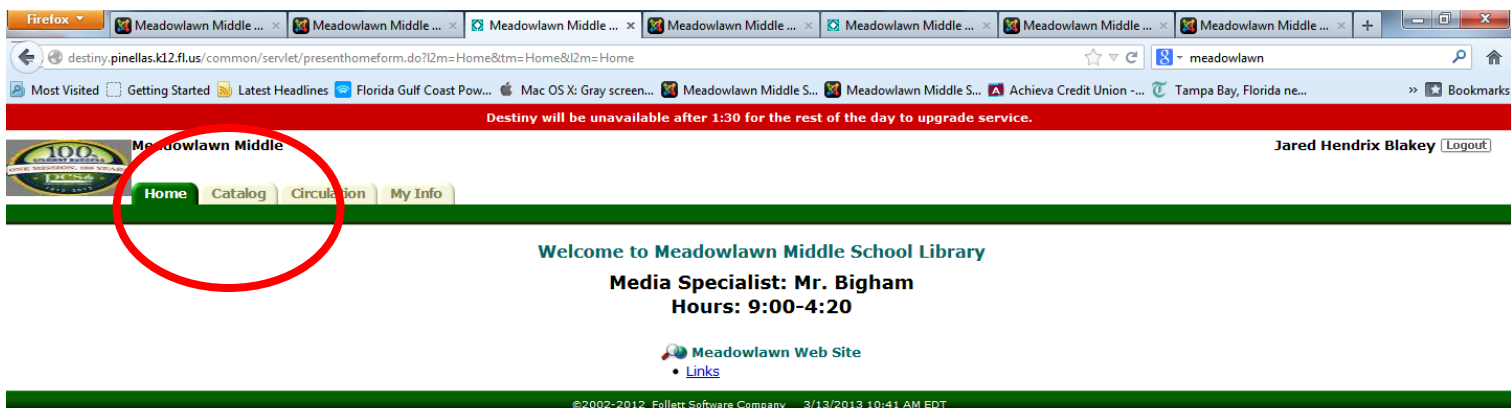 Firefox
Meadowlawn Middle ... × Meadowlawn Middle ... × Meadowlawn Middle ... × Meadowlawn Middle ... × Meadowlawn Middle ... × Meadowlawn Middle ... × Meadowlawn Middle ... × +
destiny.pinellas.k12.fl.us/common/servlet/presenthomeform.do?l2m=Home&tm=Home&l2m=Home
8 meadowlawn
Most Visited Getting Started Latest Headlines Florida Gulf Coast Pow... Mac OS X: Gray screen... Meadowlawn Middle S... Meadowlawn Middle S... Achieva Credit Union -... Tampa Bay, Florida ne... » Bookmarks
Destiny will be unavailable after 1:30 for the rest of the day to upgrade service.
Meadowlawn Middle
Jared Hendrix Blakey Logout
100
Home Catalog Circulation My Info
Welcome to Meadowlawn Middle School Library
Media Specialist: Mr. Bigham
Hours: 9:00-4:20
Meadowlawn Web Site
• Links
©2002-2012 Follett Software Company 3/13/2013 10:41 AM EDT